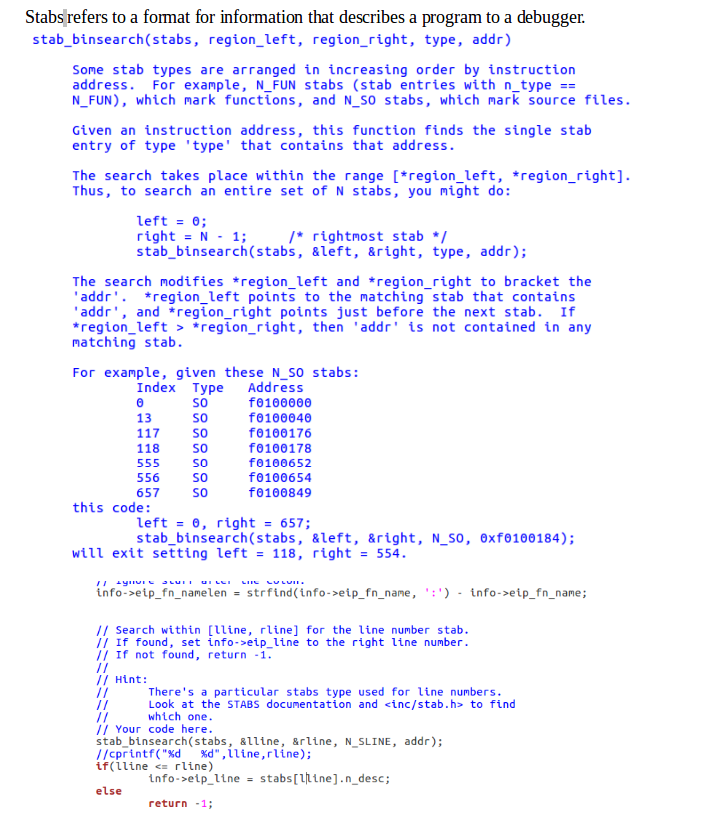 Stabs refers to a format for information that describes a program to a debugger.
stab_binsearch(stabs, region_left, region_right, type, addr)
Some stab types are arranged in increasing order by instruction
address.  For example, N_FUN stabs (stab entries with n_type ==
N_FUN), which mark functions, and N_SO stabs, which mark source files.
Given an instruction address, this function finds the single stab
entry of type 'type' that contains that address.
The search takes place within the range [*region_left, *region_right].
Thus, to search an entire set of N stabs, you might do:
left = 0;
right = N - 1;     /* rightmost stab */
stab_binsearch(stabs, &left, &right, type, addr);
The search modifies *region_left and *region_right to bracket the
'addr'.  *region_left points to the matching stab that contains
'addr', and *region_right points just before the next stab.  If
*region_left > *region_right, then 'addr' is not contained in any
matching stab.
For example, given these N_SO stabs:
Index  Type   Address
0      SO     f0100000
13     SO     f0100040
117    SO     f0100176
118    SO     f0100178
555    SO     f0100652
556    SO     f0100654
657    SO     f0100849
this code:
left = 0, right = 657;
stab_binsearch(stabs, &left, &right, N_SO, 0xf0100184);
will exit setting left = 118, right = 554.
// Ignore stuff after the colon.
info->eip_fn_namelen = strfind(info->eip_fn_name, ':') - info->eip_fn_name;
// Search within [lline, rline] for the line number stab.
// If found, set info->eip_line to the right line number.
// If not found, return -1.
//
// Hint:
//      There's a particular stabs type used for line numbers.
//      Look at the STABS documentation and <inc/stab.h> to find
//      which one.
// Your code here.
stab_binsearch(stabs, &lline, &rline, N_SLINE, addr);
//cprintf("%d   %d",lline,rline);
if(lline <= rline)
info->eip_line = stabs[lline].n_desc;
else
return -1;